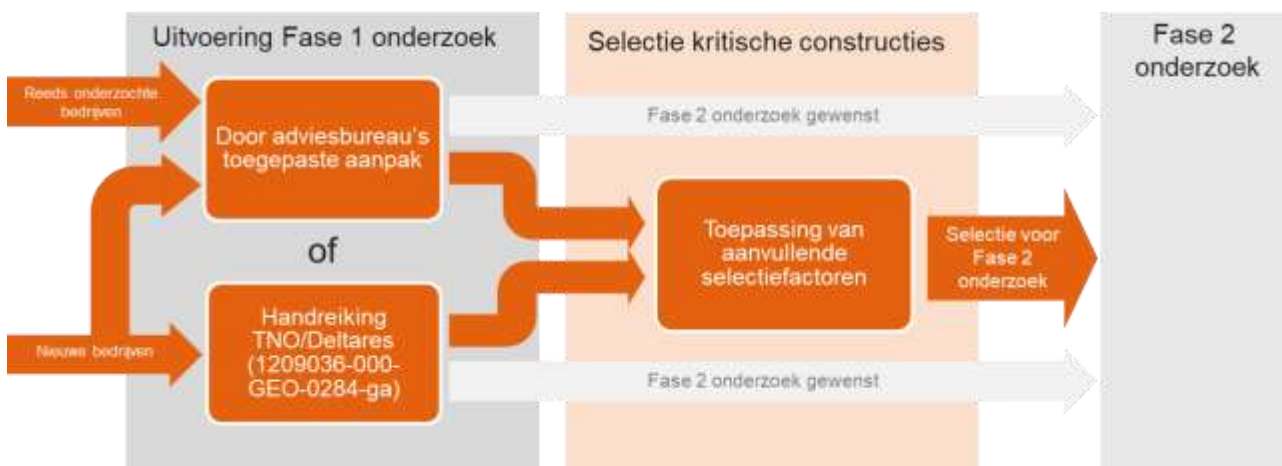 Uitvoering Fase 1 onderzoek
Selectie kritische constructies
Fase 2
onderzoek
Reeds onderzochte
bedrijven
Door adviesbureau's
toegepaste aanpak
Fase 2 onderzoek gewenst
of
Toepassing van
aanvullende
selectiefactoren
Selectie voor
Fase 2
onderzoek
Nieuwe bedrijven
Handreiking
TNO/Deltares
(1209036-000-
GEO-0284-ga)
Fase 2 onderzoek gewenst